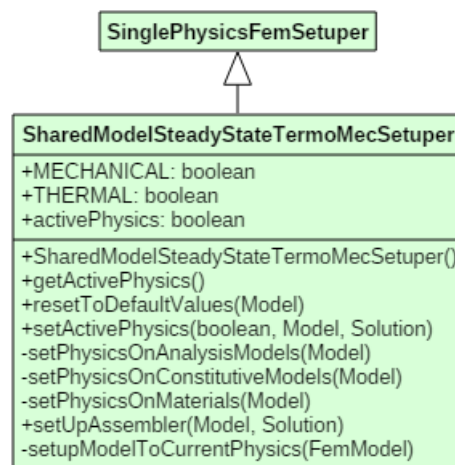 SinglePhysicsFemSetuper
SharedModelSteadyStateTermoMecSetuper
+MECHANICAL: boolean
+THERMAL: boolean
+activePhysics: boolean
+SharedModelSteadyStateTermoMecSetuper()
+getActivePhysics()
+resetToDefaultValues(Model)
+setActivePhysics(boolean, Model, Solution)
-setPhysicsOnAnalysisModels(Model)
-setPhysicsOnConstitutiveModels(Model)
-setPhysicsOnMaterials(Model)
+setUpAssembler(Model, Solution)
-setupModelToCurrentPhysics(FemModel)